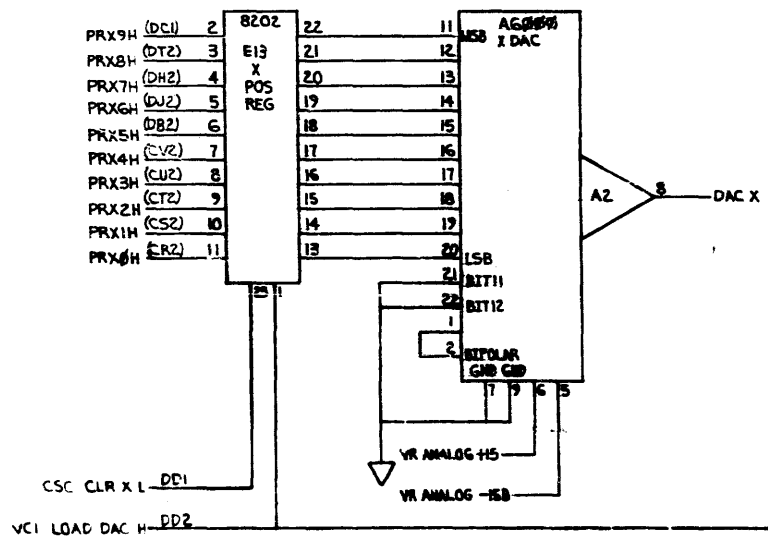 8202
E13
X
POS
REG
PRX9H (DC1) 2 22 11 MSB
PRX8H (DT2) 3 21 12
PRX7H (DH2) 4 20 13
PRX6H (DJ2) 5 19 14
PRX5H (DB2) 6 18 15
PRX4H (CV2) 7 17 16
PRX3H (CU2) 8 16 17
PRX2H (CT2) 9 15 18
PRX1H (CS2) 10 14 19
PRXØH (CR2) 11 13 20 LSB
X DAC
21 BIT11
22 BIT12
1
2 BIPOLAR
GND GND
7 9 6 5
A2 8 DAC X
23 1
VR ANALOG +15
VR ANALOG -15B
CSC CLR X L DD1
VC1 LOAD DAC H DD2